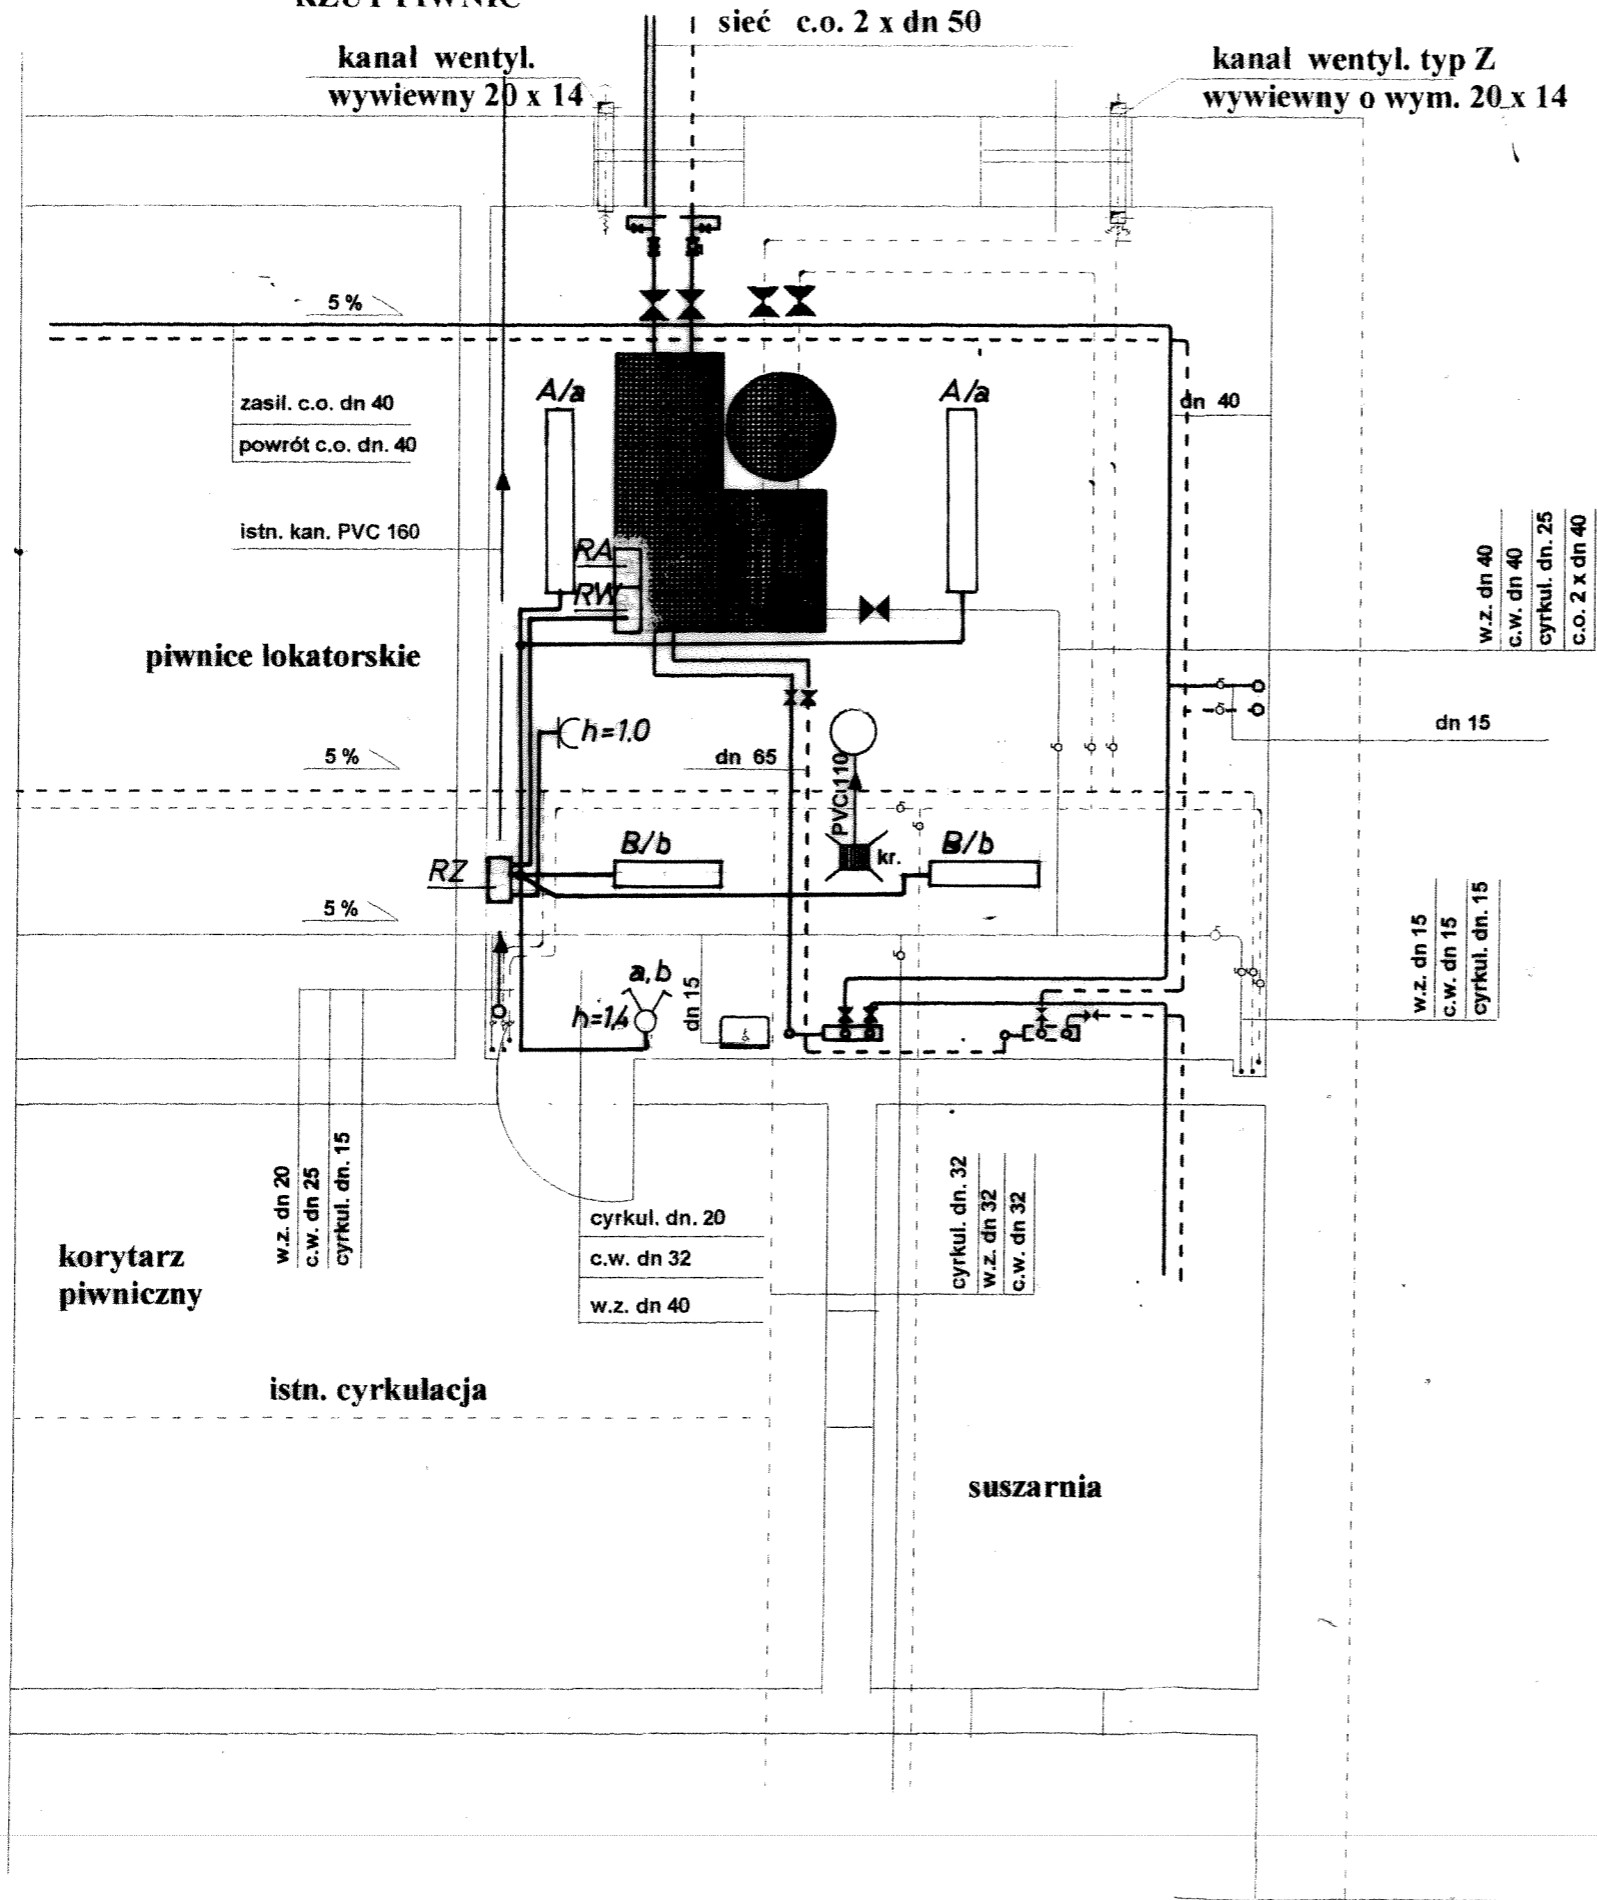 RZUT PIWNIC
sieć c.o. 2 x dn 50
kanał wentyl.
wywiewny 20 x 14
kanał wentyl. typ Z
wywiewny o wym. 20 x 14
5 %
zasil. c.o. dn 40
powrót c.o. dn. 40
A/a
A/a
dn 40
istn. kan. PVC 160
RA
RW
w.z. dn 40
c.w. dn 40
cyrkul. dn. 25
c.o. 2 x dn 40
piwnice lokatorskie
h=1.0
dn 15
5 %
dn 65
PVC 110
B/b
kr.
B/b
RZ
5 %
w.z. dn 15
c.w. dn 15
cyrkul. dn. 15
a,b
h=1,4
dn 15
w.z. dn 20
c.w. dn 25
cyrkul. dn. 15
cyrkul. dn. 20
c.w. dn 32
w.z. dn 40
cyrkul. dn. 32
w.z. dn 32
c.w. dn 32
korytarz
piwniczny
istn. cyrkulacja
suszarnia